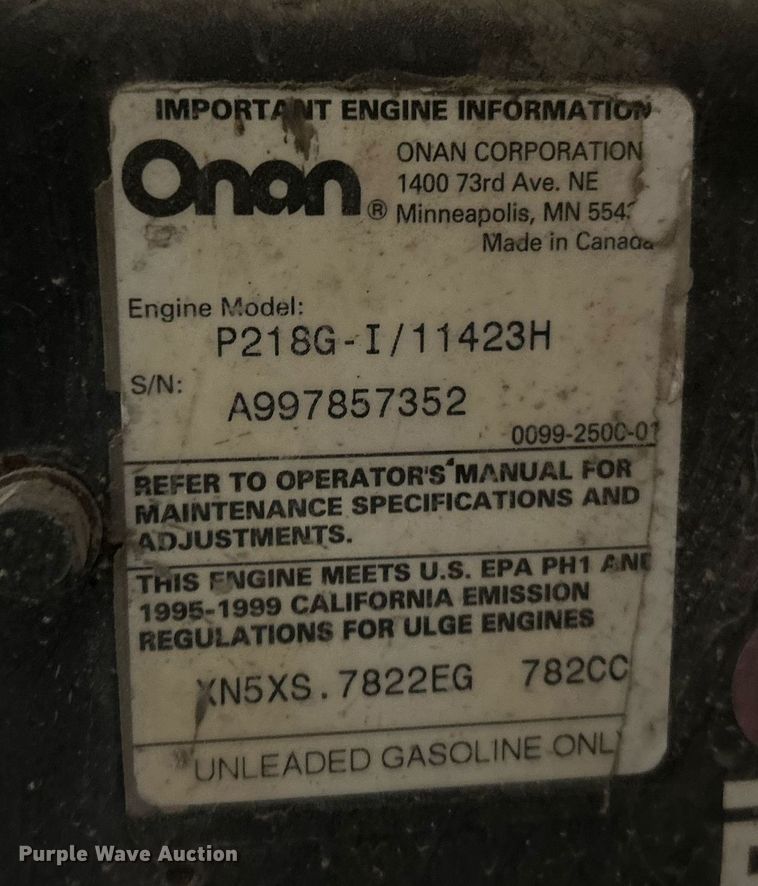 IMPORTANT ENGINE INFORMATION
Onan®
ONAN CORPORATION
1400 73rd Ave. NE
Minneapolis, MN 554
Made in Canada
Engine Model:
P218G-I/11423H
S/N:
A997857352
0099-2500-01
REFER TO OPERATOR'S MANUAL FOR
MAINTENANCE SPECIFICATIONS AND
ADJUSTMENTS.
THIS ENGINE MEETS U.S. EPA PH1 AND
1995-1999 CALIFORNIA EMISSION
REGULATIONS FOR ULGE ENGINES
XN5XS.7822EG 782CC
UNLEADED GASOLINE ONLY
Purple Wave Auction